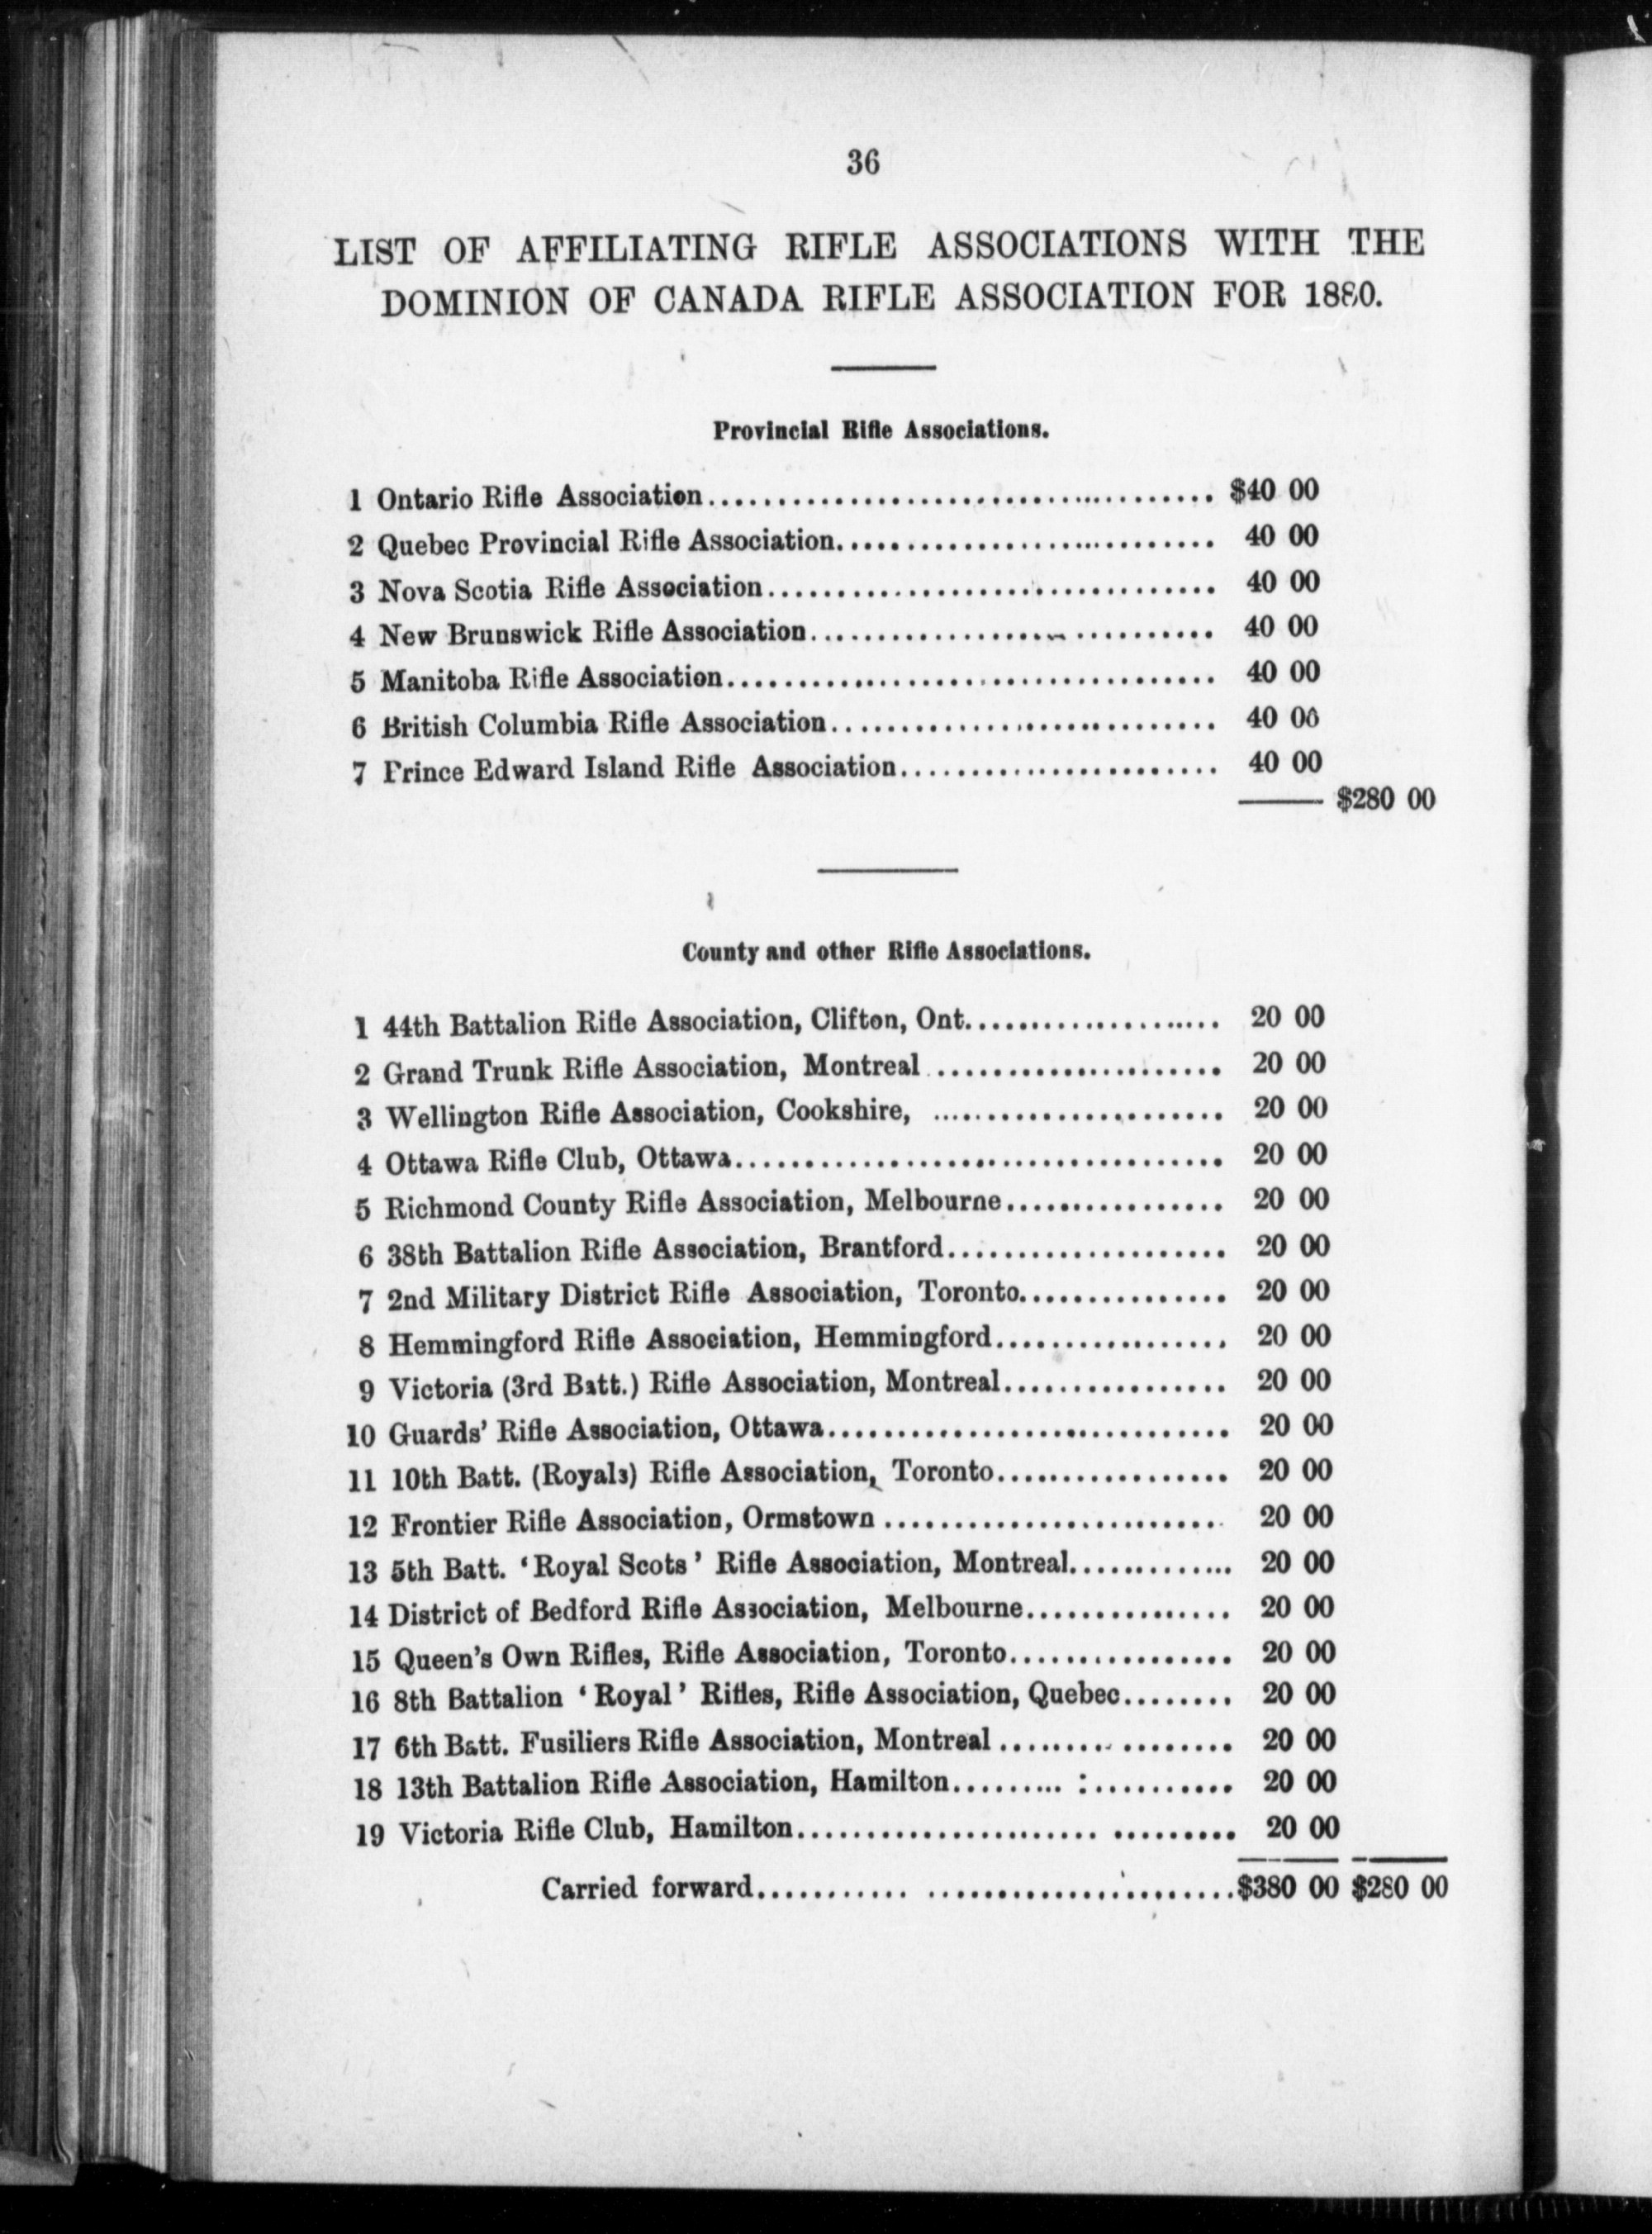 36
LIST OF AFFILIATING RIFLE ASSOCIATIONS WITH THE
DOMINION OF CANADA RIFLE ASSOCIATION FOR 1880.
Provincial Rifle Associations.
1 Ontario Rifle Association.................................... $40 00
2 Quebec Provincial Rifle Association........................... 40 00
3 Nova Scotia Rifle Association................................ 40 00
4 New Brunswick Rifle Association............................. 40 00
5 Manitoba Rifle Association................................... 40 00
6 British Columbia Rifle Association............................ 40 00
7 Prince Edward Island Rifle Association....................... 40 00
$280 00
County and other Rifle Associations.
1 44th Battalion Rifle Association, Clifton, Ont................... 20 00
2 Grand Trunk Rifle Association, Montreal ..................... 20 00
3 Wellington Rifle Association, Cookshire, ..................... 20 00
4 Ottawa Rifle Club, Ottawa................................... 20 00
5 Richmond County Rifle Association, Melbourne................ 20 00
6 38th Battalion Rifle Association, Brantford.................... 20 00
7 2nd Military District Rifle Association, Toronto............... 20 00
8 Hemmingford Rifle Association, Hemmingford................. 20 00
9 Victoria (3rd Batt.) Rifle Association, Montreal................ 20 00
10 Guards' Rifle Association, Ottawa............................. 20 00
11 10th Batt. (Royals) Rifle Association, Toronto................. 20 00
12 Frontier Rifle Association, Ormstown ......................... 20 00
13 5th Batt. 'Royal Scots' Rifle Association, Montreal............. 20 00
14 District of Bedford Rifle Association, Melbourne............... 20 00
15 Queen's Own Rifles, Rifle Association, Toronto................ 20 00
16 8th Battalion 'Royal' Rifles, Rifle Association, Quebec........ 20 00
17 6th Batt. Fusiliers Rifle Association, Montreal ................. 20 00
18 13th Battalion Rifle Association, Hamilton......... :........... 20 00
19 Victoria Rifle Club, Hamilton...................... ......... 20 00
Carried forward........... ......................$380 00 $280 00